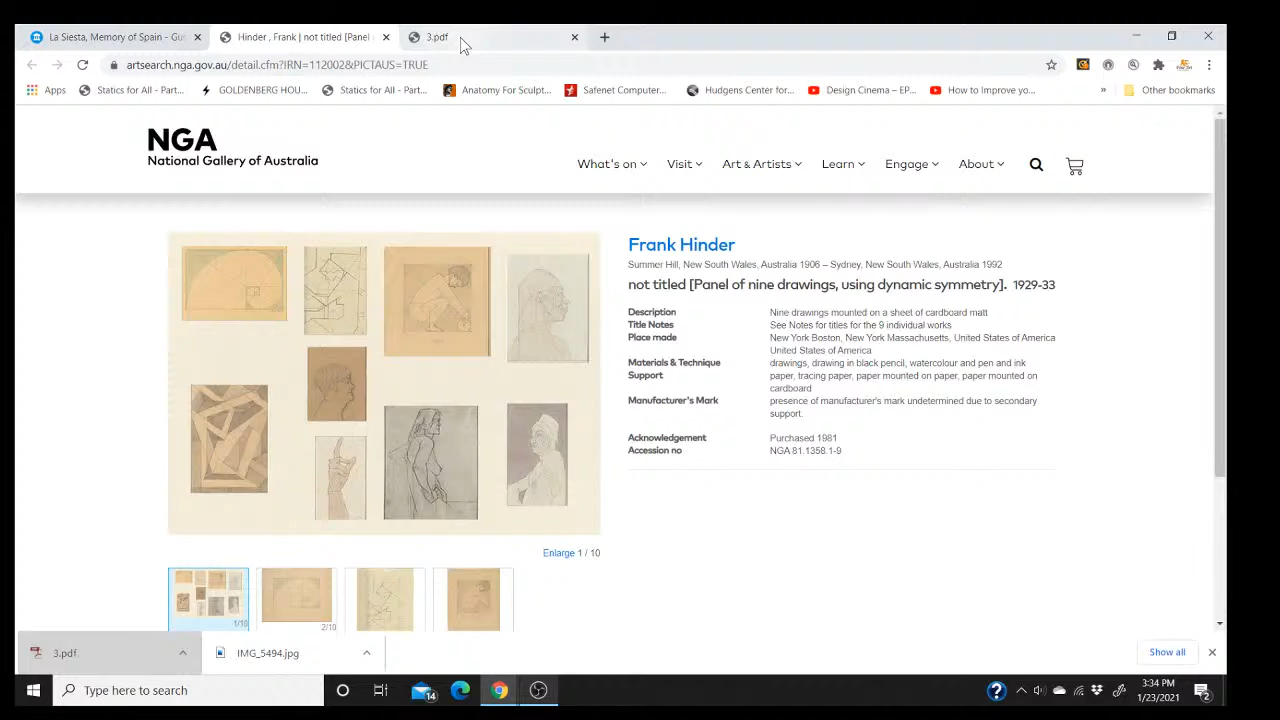 La Siesta, Memory of Spain - Gus
Hinder , Frank | not titled [Panel
3.pdf
artsearch.nga.gov.au/detail.cfm?IRN=112002&PICTAUS=TRUE
Apps
Statics for All - Part...
GOLDENBERG HOU...
Statics for All - Part...
Anatomy For Sculpt...
Safenet Computer...
Hudgens Center for...
Design Cinema – EP...
How to Improve yo...
»
Other bookmarks
NGA
National Gallery of Australia
What's on
Visit
Art & Artists
Learn
Engage
About
Frank Hinder
Summer Hill, New South Wales, Australia 1906 – Sydney, New South Wales, Australia 1992
not titled [Panel of nine drawings, using dynamic symmetry]. 1929-33
Description Nine drawings mounted on a sheet of cardboard matt
Title Notes See Notes for titles for the 9 individual works
Place made New York Boston, New York Massachusetts, United States of America
United States of America
Materials & Technique drawings, drawing in black pencil, watercolour and pen and ink
Support paper, tracing paper, paper mounted on paper, paper mounted on
cardboard
Manufacturer's Mark presence of manufacturer's mark undetermined due to secondary
support.
Acknowledgement Purchased 1981
Accession no NGA 81.1358.1-9
Enlarge 1 / 10
1/10
2/10
3.pdf
IMG_5494.jpg
Show all
Type here to search
14
3:34 PM
1/23/2021
2